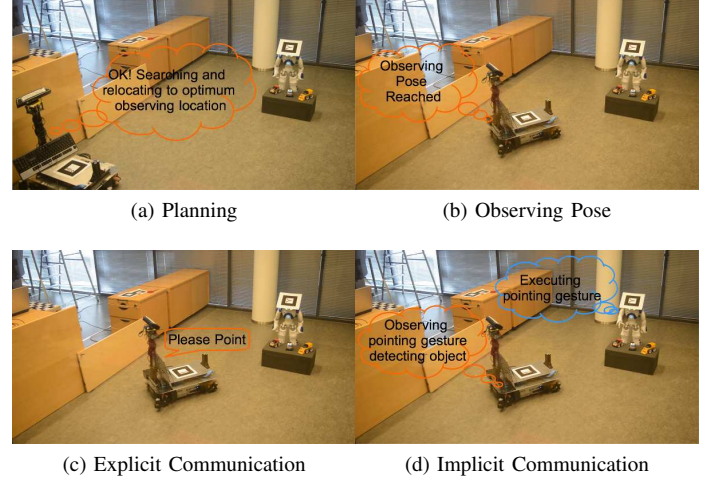 OK! Searching and
relocating to optimum
observing location
Observing
Pose
Reached
(a) Planning
(b) Observing Pose
Please Point
Executing
pointing gesture
Observing
pointing gesture
detecting object
(c) Explicit Communication
(d) Implicit Communication